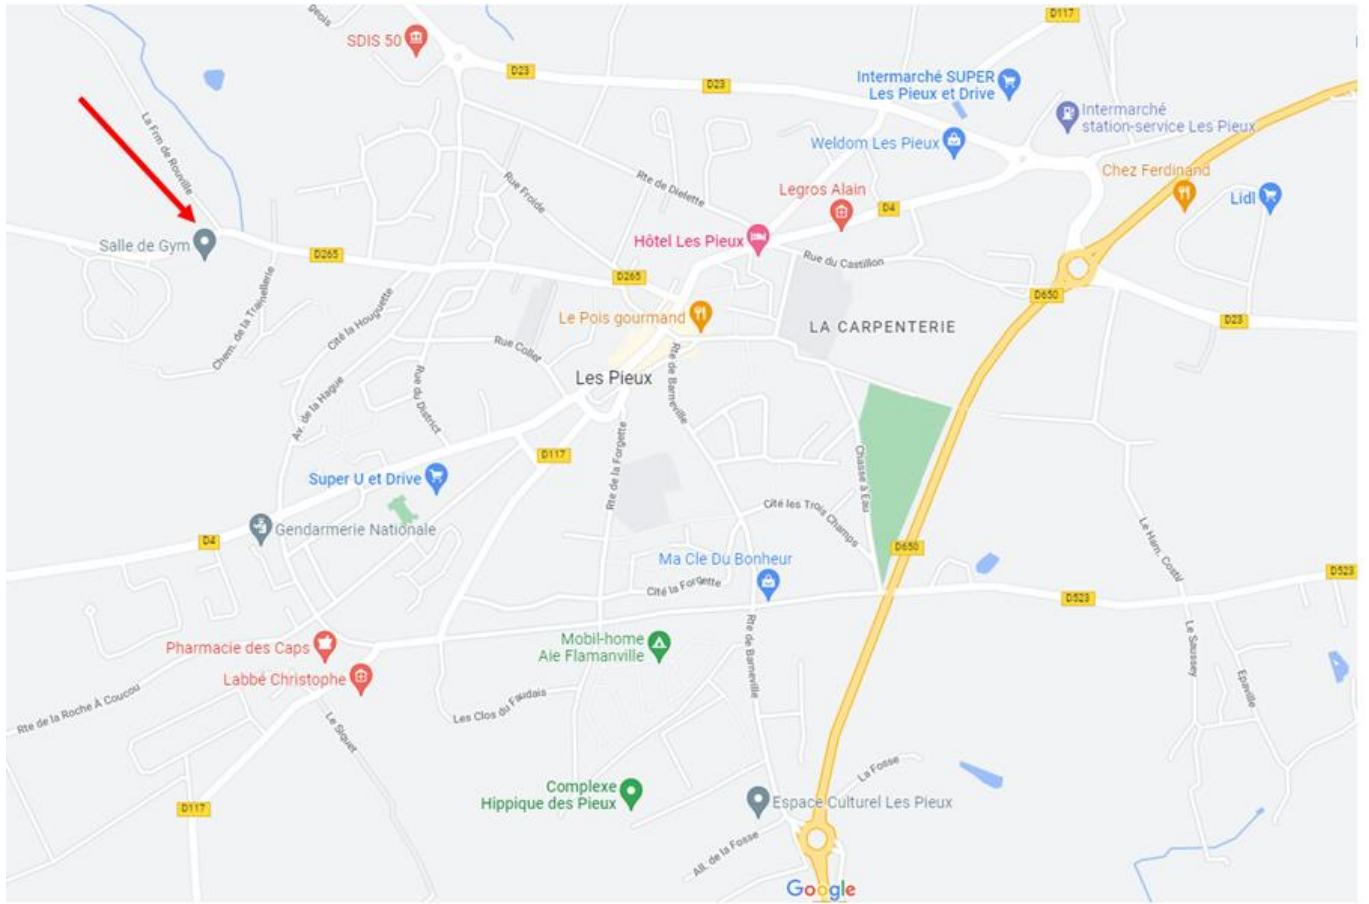 D117
geois
SDIS 50
D23
D23
Intermarché SUPER
Les Pieux et Drive
Intermarché
station-service Les Pieux
Weldom Les Pieux
La Frm de Rouville
Rue Froide
Rte de Dielette
Legros Alain
Chez Ferdinand
Lidl
D4
Salle de Gym
D265
Hôtel Les Pieux
Rue du Castillon
D265
D650
D23
Chem. de la Trainellerie
Cité la Houguette
Le Pois gourmand
LA CARPENTERIE
Rue Collet
Les Pieux
Rte de Barneville
Av. de la Hague
Rue du District
D117
Rte de la Forgette
Chasse à Eau
Super U et Drive
Gendarmerie Nationale
D4
Cité les Trois Champs
D650
Le Ham. Costil
Ma Cle Du Bonheur
Cité la Forgette
D523
D523
Pharmacie des Caps
Labbé Christophe
Mobil-home
Aie Flamanville
Rte de Barneville
Le Saussey
Epaville
Rte de la Roche À Coucou
Les Clos du Faudais
Le Siquet
La Fosse
Complexe
Hippique des Pieux
Espace Culturel Les Pieux
D117
All. de la Fosse
Google